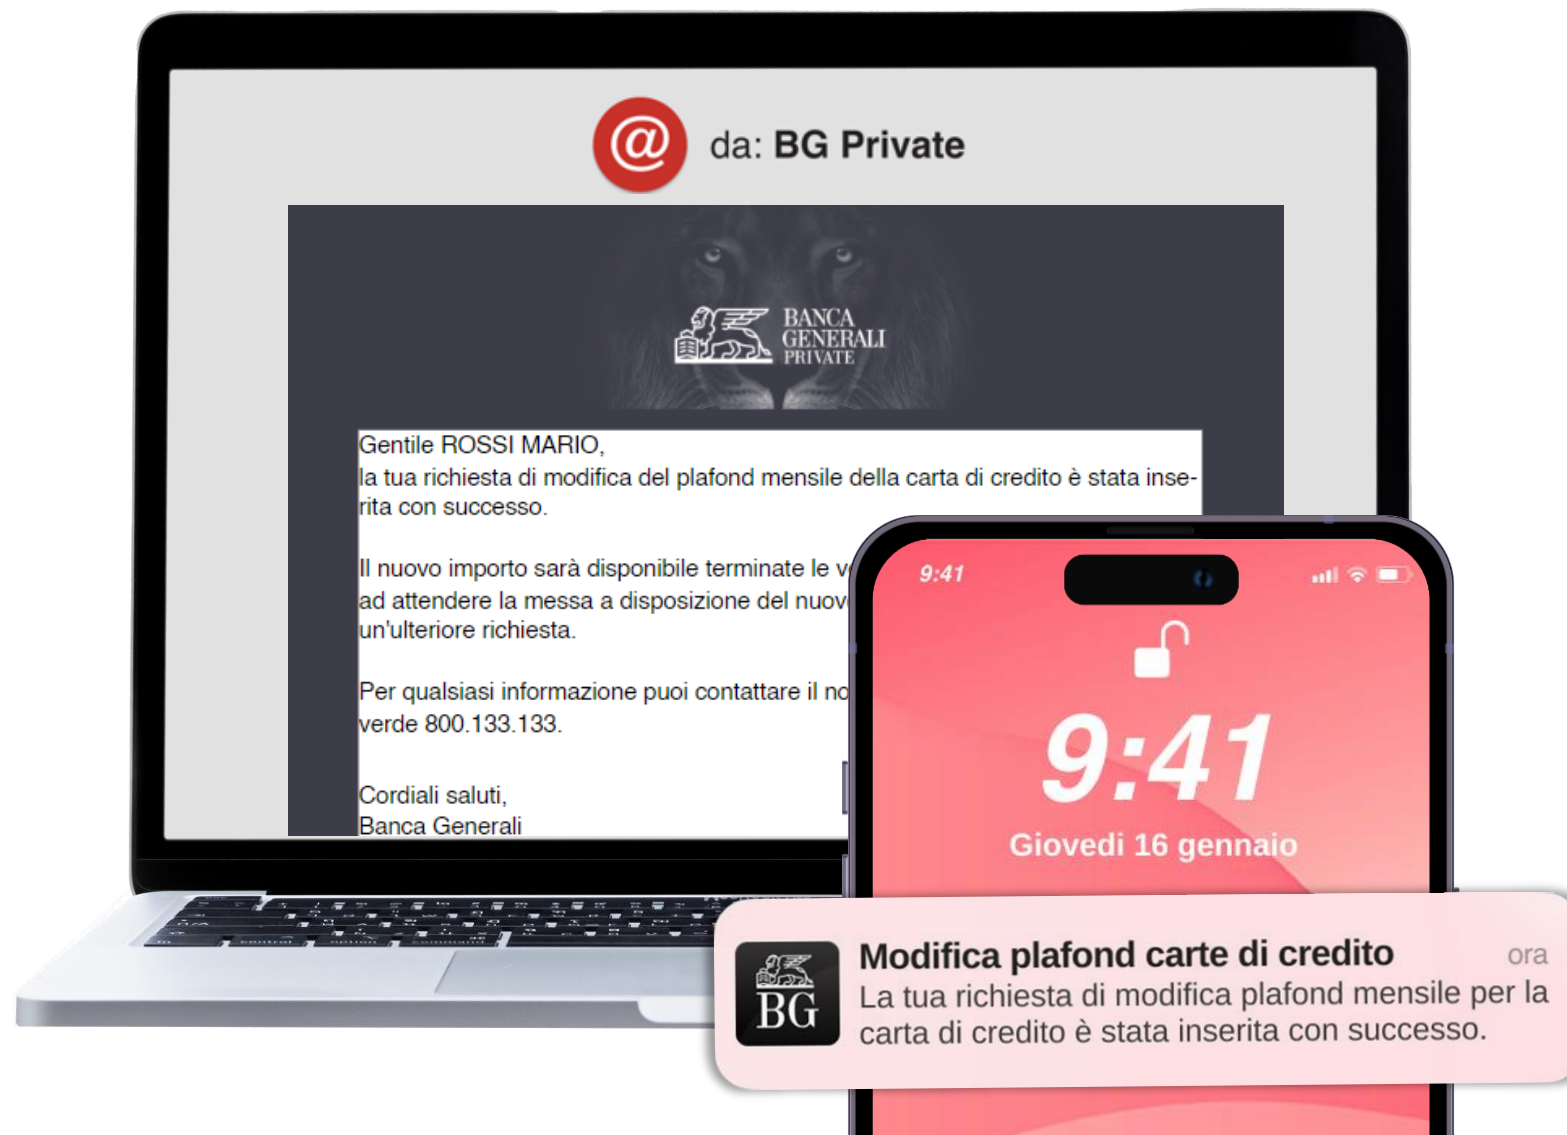 @ da: BG Private
BANCA
GENERALI
PRIVATE
Gentile ROSSI MARIO,
la tua richiesta di modifica del plafond mensile della carta di credito è stata inse-
rita con successo.
Il nuovo importo sarà disponibile terminate le
ad attendere la messa a disposizione del
un'ulteriore richiesta.
Per qualsiasi informazione puoi contattare il
verde 800.133.133.
Cordiali saluti,
Banca Generali
control option command
9:41
9:41
Giovedì 16 gennaio
BG
Modifica plafond carte di credito ora
La tua richiesta di modifica plafond mensile per la
carta di credito è stata inserita con successo.